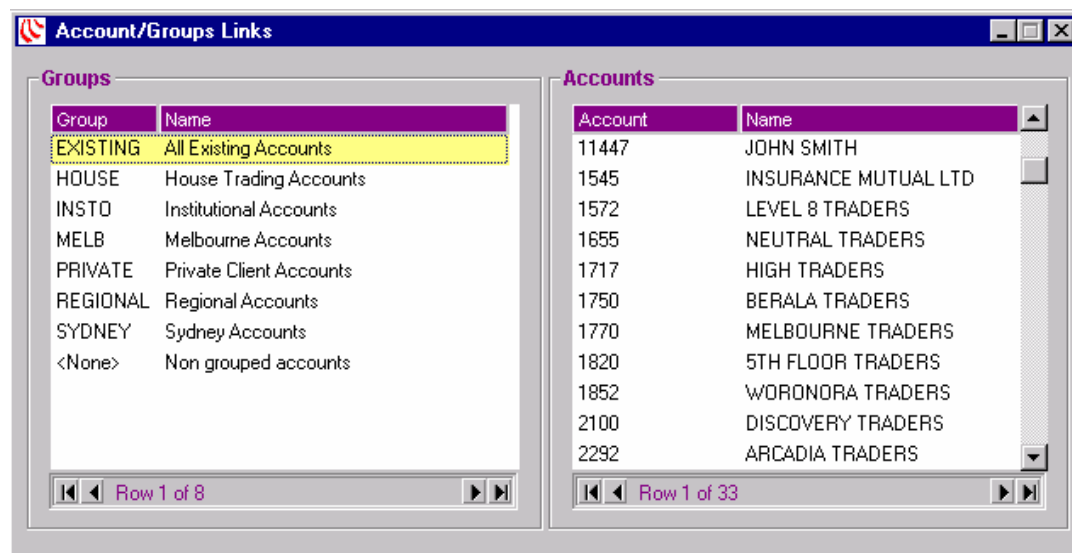 Account/Groups Links
Groups
Group Name
EXISTING All Existing Accounts
HOUSE House Trading Accounts
INSTO Institutional Accounts
MELB Melbourne Accounts
PRIVATE Private Client Accounts
REGIONAL Regional Accounts
SYDNEY Sydney Accounts
<None> Non grouped accounts
Row 1 of 8
Accounts
Account Name
11447 JOHN SMITH
1545 INSURANCE MUTUAL LTD
1572 LEVEL 8 TRADERS
1655 NEUTRAL TRADERS
1717 HIGH TRADERS
1750 BERALA TRADERS
1770 MELBOURNE TRADERS
1820 5TH FLOOR TRADERS
1852 WORONORA TRADERS
2100 DISCOVERY TRADERS
2292 ARCADIA TRADERS
Row 1 of 33